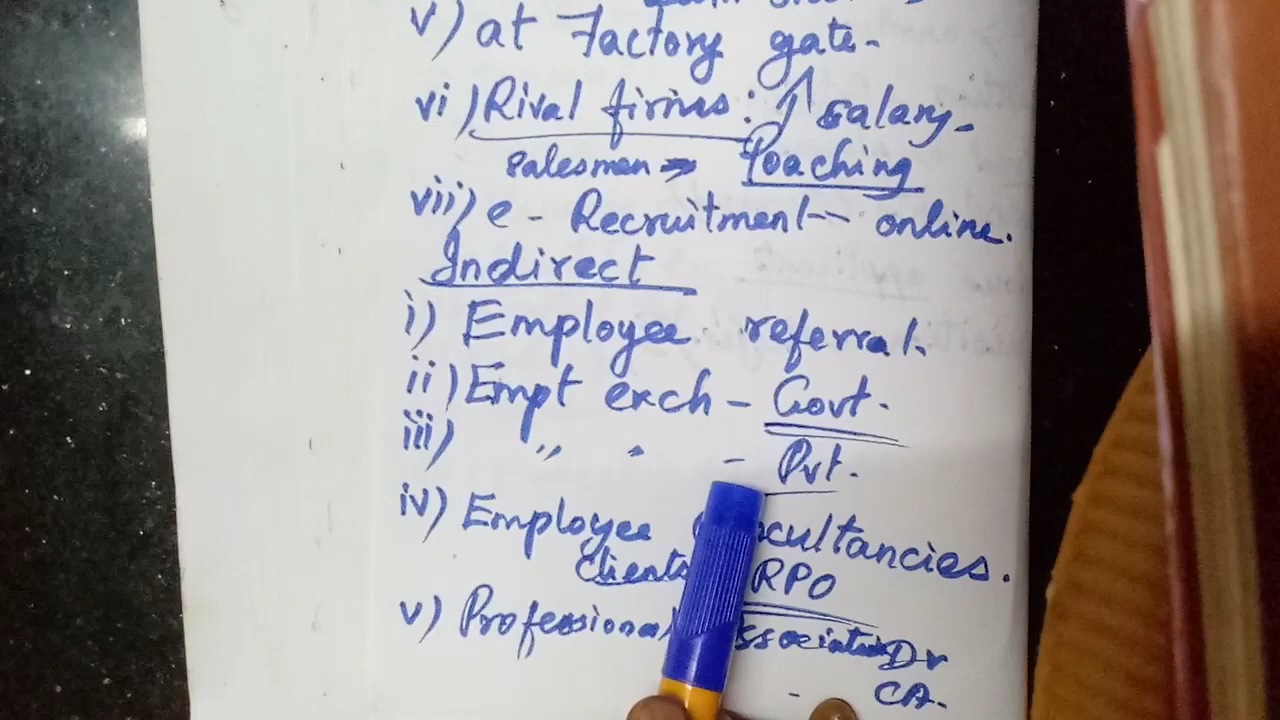 v) at Factory gate-
vi) Rival firms: ↑ salary-
salesman ⇒ Poaching
vii) e - Recruitment -- online.
Indirect
i) Employee referral.
ii) Empt exch - Govt.
iii) " " - Pvt.
iv) Employee
Clients RPO
v) Professional Dr
- CA.